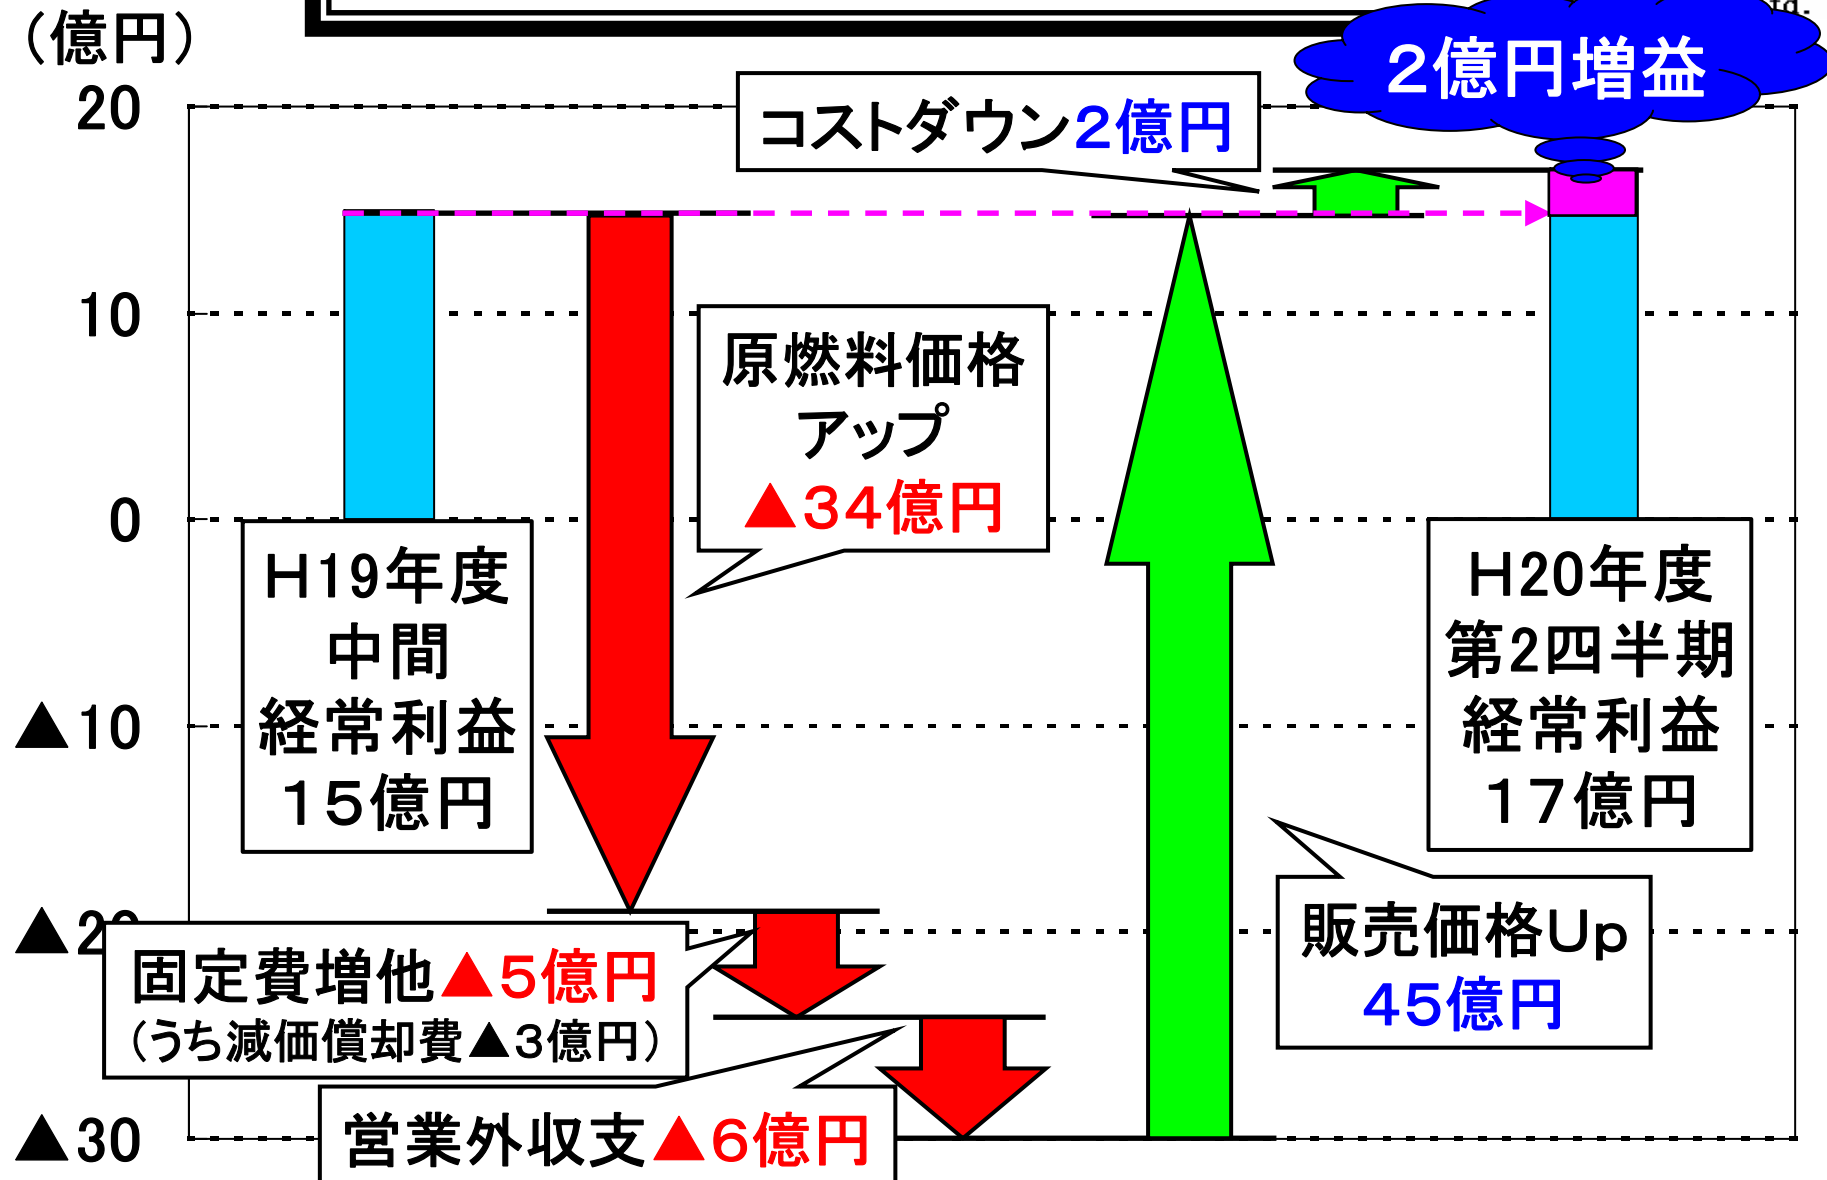 （億円）
td.
2億円増益
コストダウン2億円
20
10
0
▲10
▲20
▲30
原燃料価格
アップ
▲34億円
H19年度
中間
経常利益
15億円
H20年度
第2四半期
経常利益
17億円
販売価格Up
45億円
固定費増他▲5億円
（うち減価償却費▲3億円）
営業外収支▲6億円